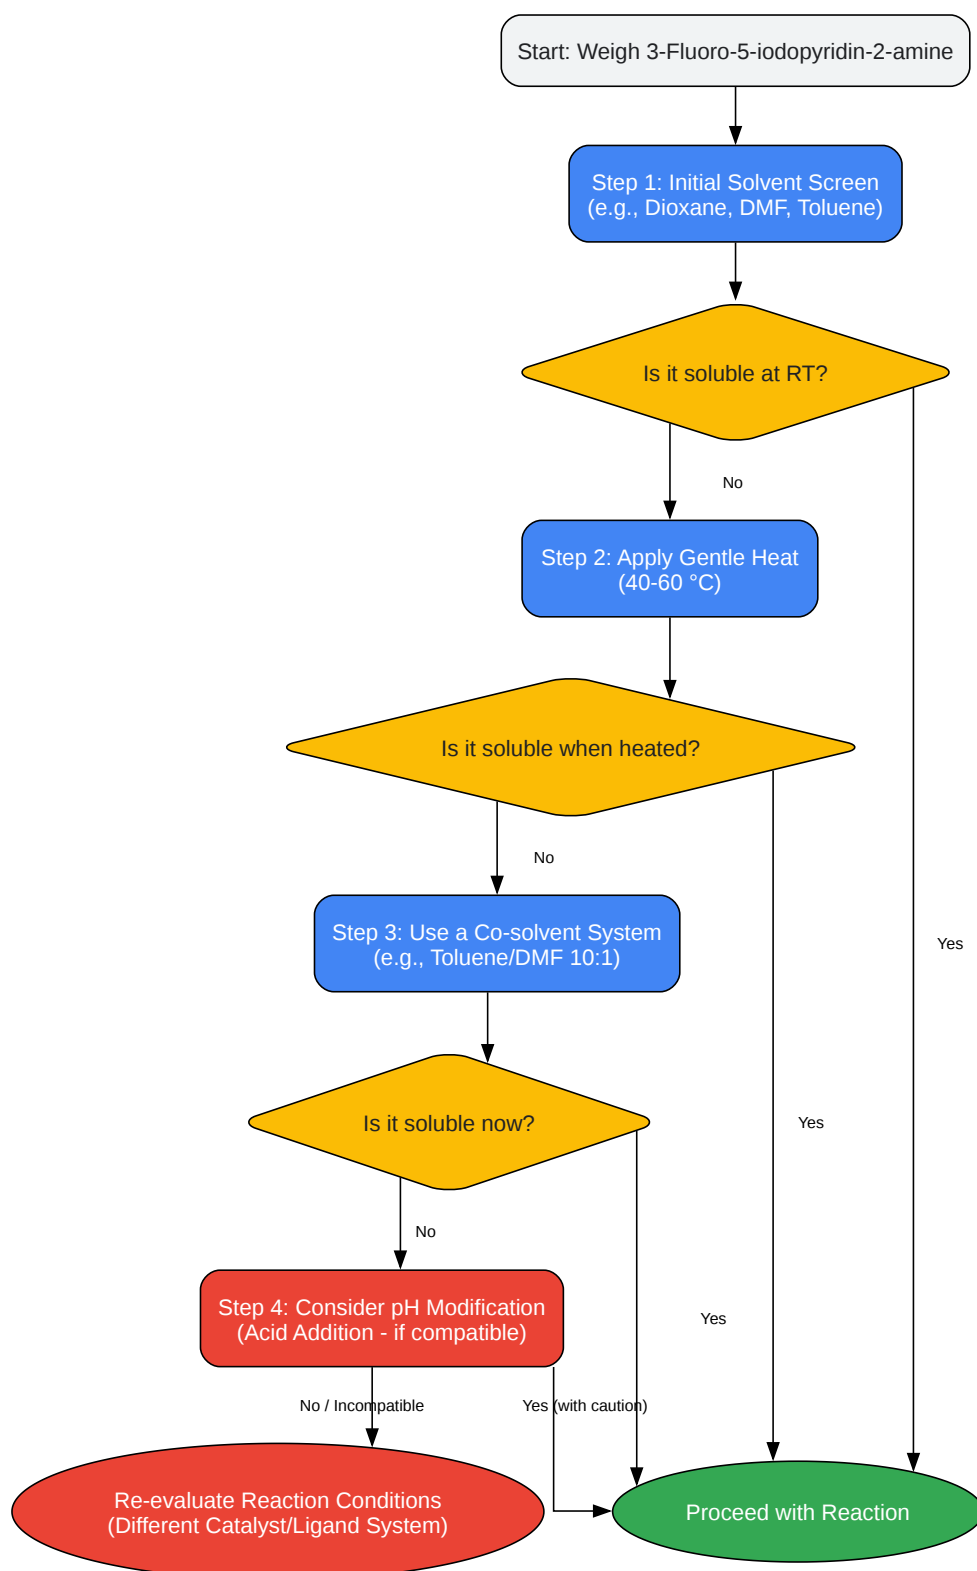 Start: Weigh 3-Fluoro-5-iodopyridin-2-amine
Step 1: Initial Solvent Screen
(e.g., Dioxane, DMF, Toluene)
Is it soluble at RT?
No
Step 2: Apply Gentle Heat
(40-60 °C)
Is it soluble when heated?
No
Step 3: Use a Co-solvent System
(e.g., Toluene/DMF 10:1)
Yes
Is it soluble now?
Yes
No
Step 4: Consider pH Modification
(Acid Addition - if compatible)
Yes
No / Incompatible
Yes (with caution)
Re-evaluate Reaction Conditions
(Different Catalyst/Ligand System)
Proceed with Reaction